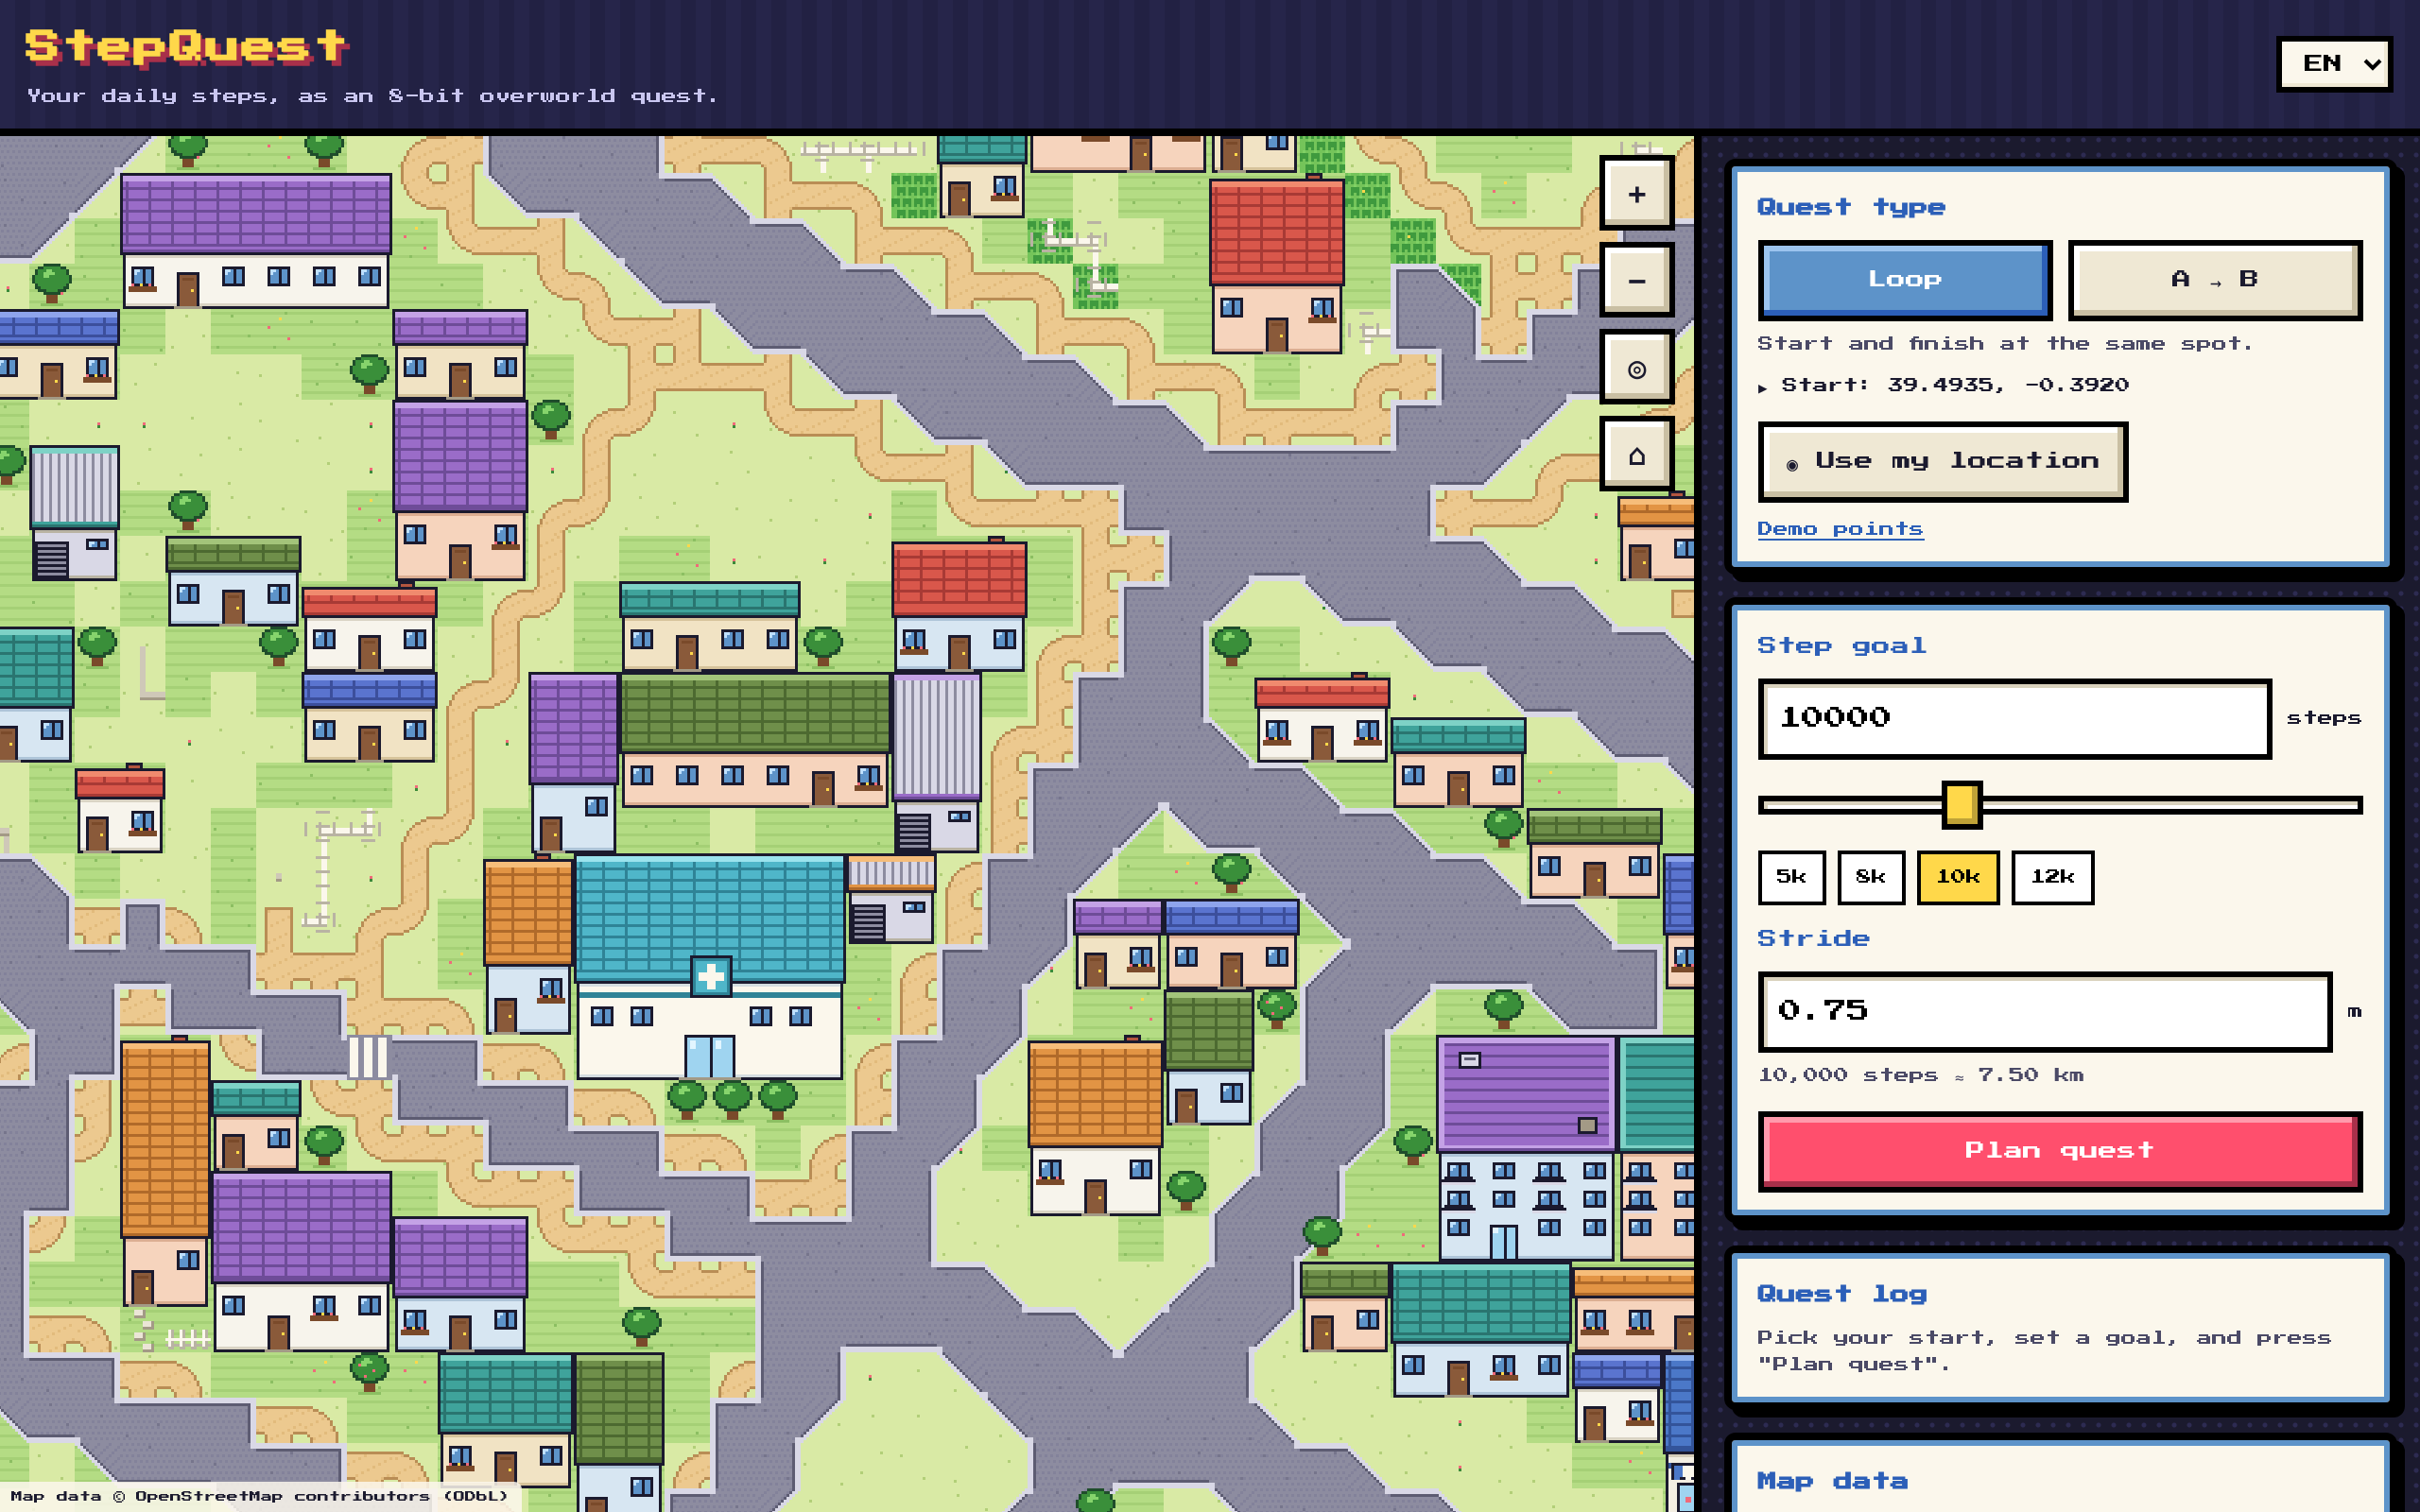 StepQuest
Your daily steps, as an 8-bit overworld quest.
EN
+
−
◎
⌂
Quest type
Loop
A → B
Start and finish at the same spot.
▶ Start: 39.4935, -0.3920
◉ Use my location
Demo points
Step goal
10000 steps
5k 8k 10k 12k
Stride
0.75 m
10,000 steps ≈ 7.50 km
Plan quest
Quest log
Pick your start, set a goal, and press
"Plan quest".
Map data
Map data © OpenStreetMap contributors (ODbL)